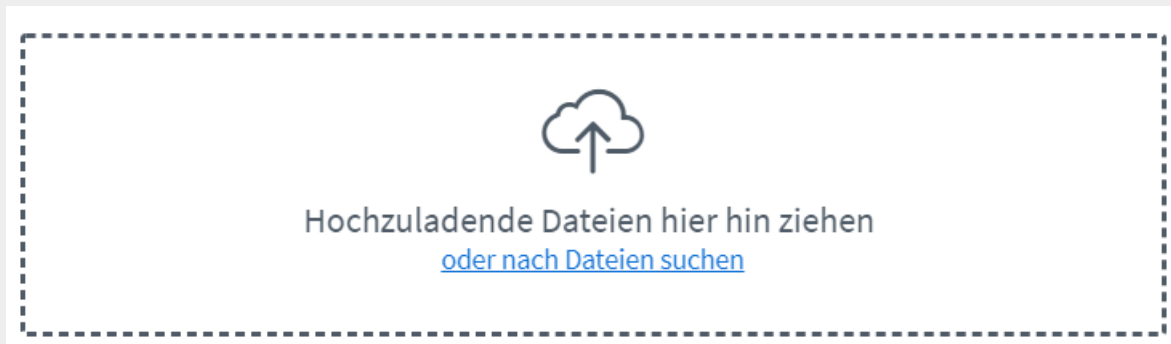 Hochzuladende Dateien hier hin ziehen
oder nach Dateien suchen